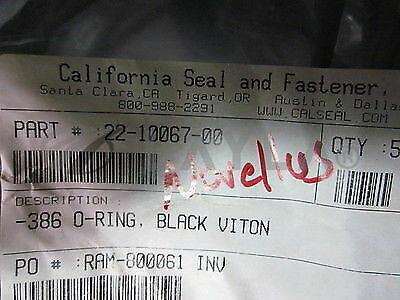 California Seal and Fastener,
Santa Clara,CA Tigard,OR Austin & Dallas
800-986-2291 WWW.CALSEAL.COM
PART # :22-10067-00
QTY :5
Novellus
DESCRIPTION :
-386 O-RING, BLACK VITON
PO # :RAM-800061 INV